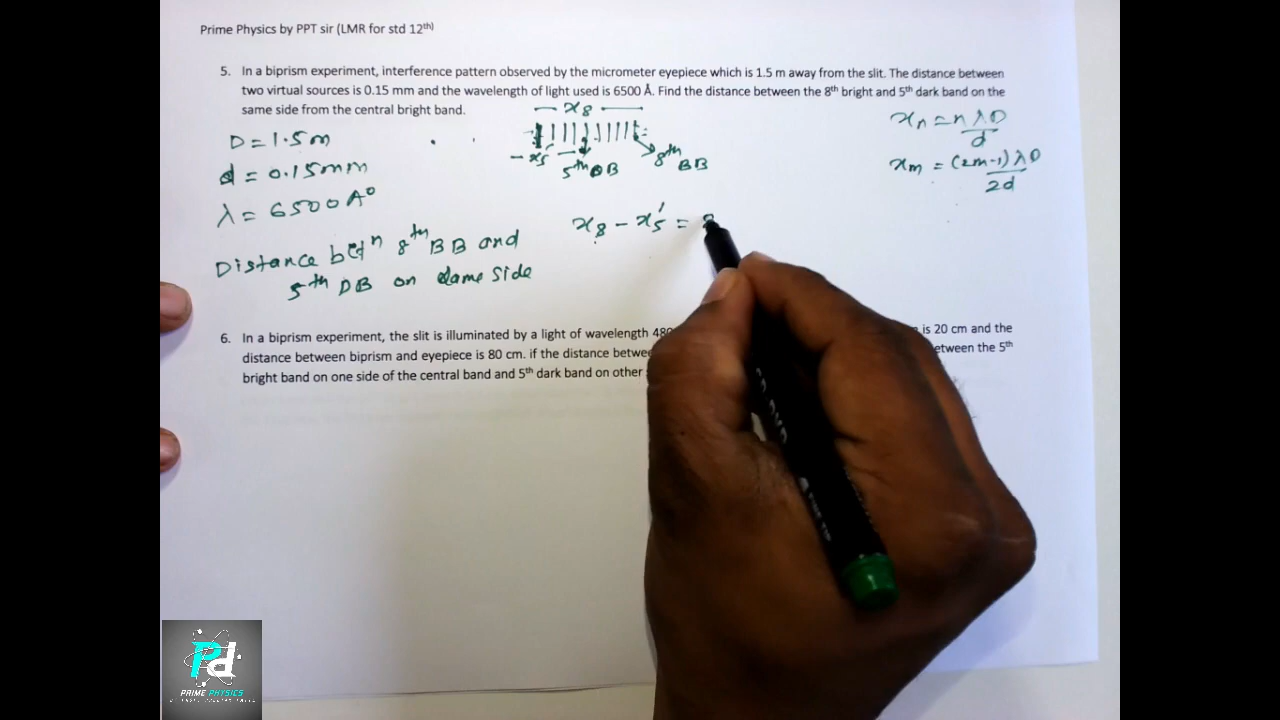 Prime Physics by PPT sir (LMR for std 12th)
5. In a biprism experiment, interference pattern observed by the micrometer eyepiece which is 1.5 m away from the slit. The distance between
two virtual sources is 0.15 mm and the wavelength of light used is 6500 Å. Find the distance between the 8th bright and 5th dark band on the
same side from the central bright band.
x8
D = 1.5m
d = 0.15mm
λ = 6500A°
x5
5th DB
8th BB
xn = nλD/d
xm = (2m-1)λD/2d
Distance betn 8th BB and
5th DB on same side
x8 - x5' = 8
6. In a biprism experiment, the slit is illuminated by a light of wavelength 480 is 20 cm and the
distance between biprism and eyepiece is 80 cm. if the distance between the 5th
bright band on one side of the central band and 5th dark band on other
Pd
PRIME PHYSICS